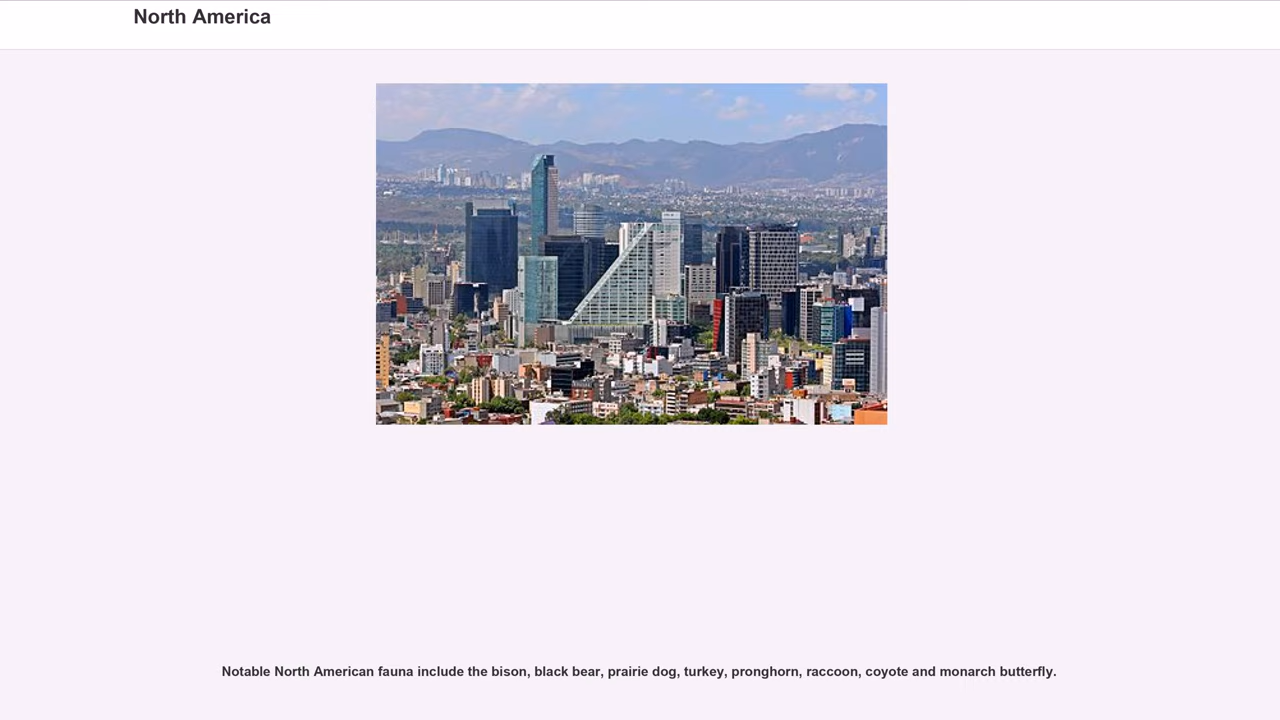 North America
Notable North American fauna include the bison, black bear, prairie dog, turkey, pronghorn, raccoon, coyote and monarch butterfly.